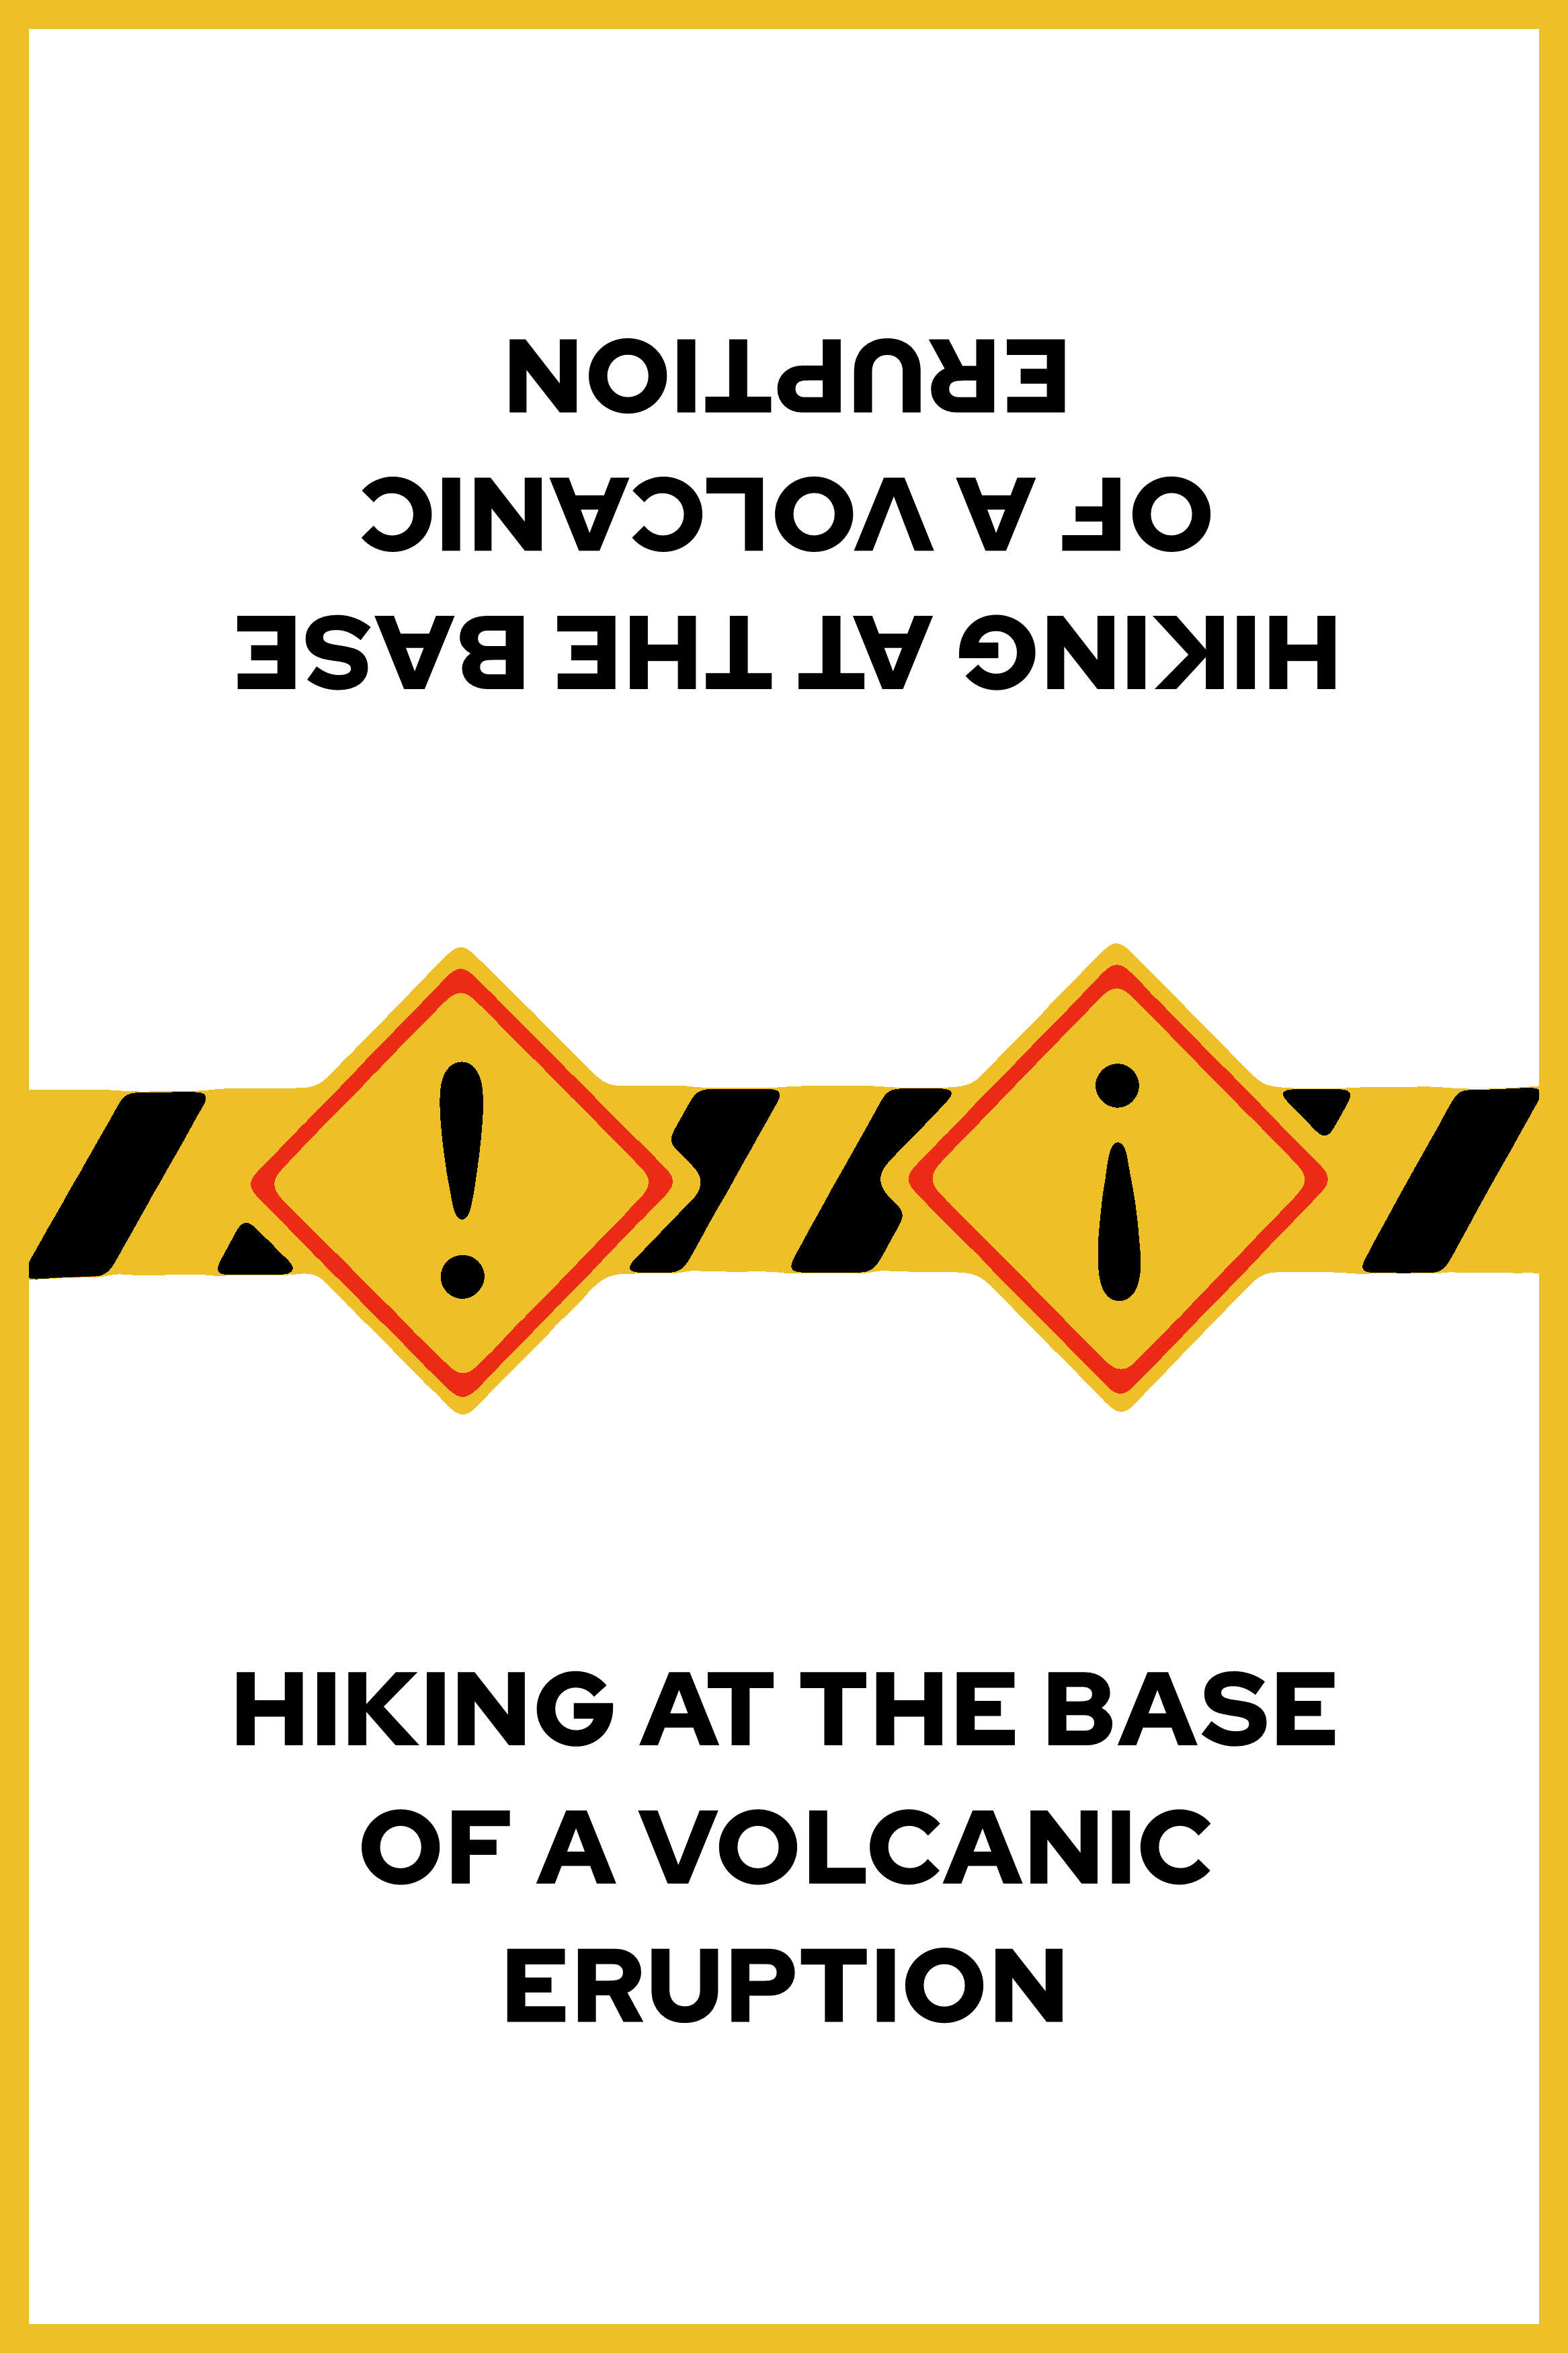 HIKING AT THE BASE
OF A VOLCANIC
ERUPTION
!
!
HIKING AT THE BASE
OF A VOLCANIC
ERUPTION